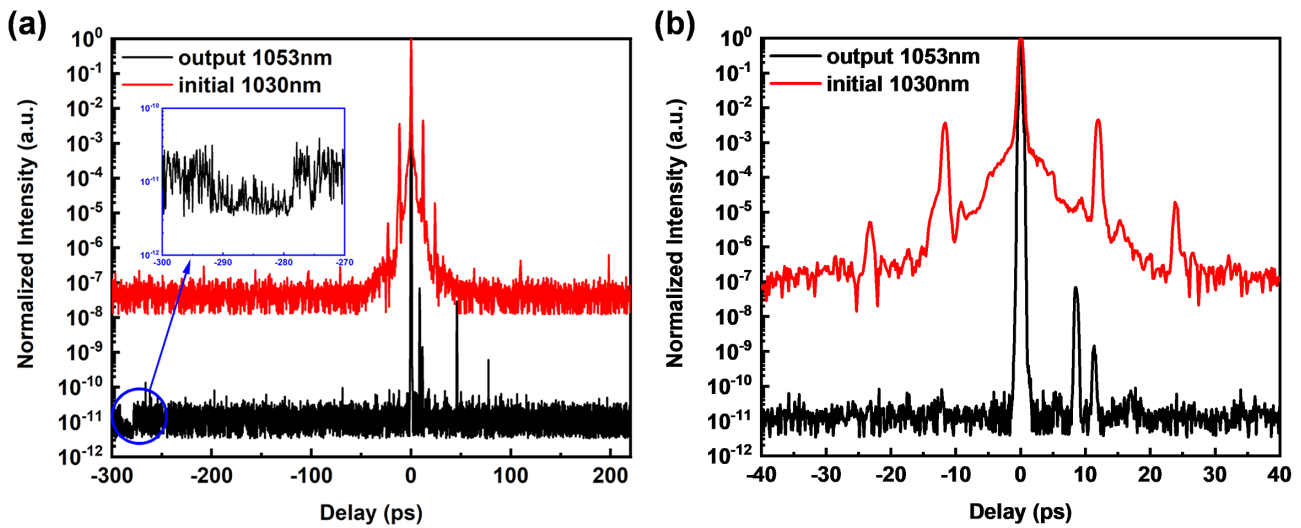 (a)
Normalized Intensity (a.u.)
10⁰
10⁻¹
10⁻²
10⁻³
10⁻⁴
10⁻⁵
10⁻⁶
10⁻⁷
10⁻⁸
10⁻⁹
10⁻¹⁰
10⁻¹¹
10⁻¹²
output 1053nm
initial 1030nm
10⁻¹⁰
10⁻¹¹
10⁻¹²
-300 -290 -280 -270
-300 -200 -100 0 100 200
Delay (ps)
(b)
Normalized Intensity (a.u.)
10⁰
10⁻¹
10⁻²
10⁻³
10⁻⁴
10⁻⁵
10⁻⁶
10⁻⁷
10⁻⁸
10⁻⁹
10⁻¹⁰
10⁻¹¹
10⁻¹²
output 1053nm
initial 1030nm
-40 -30 -20 -10 0 10 20 30 40
Delay (ps)